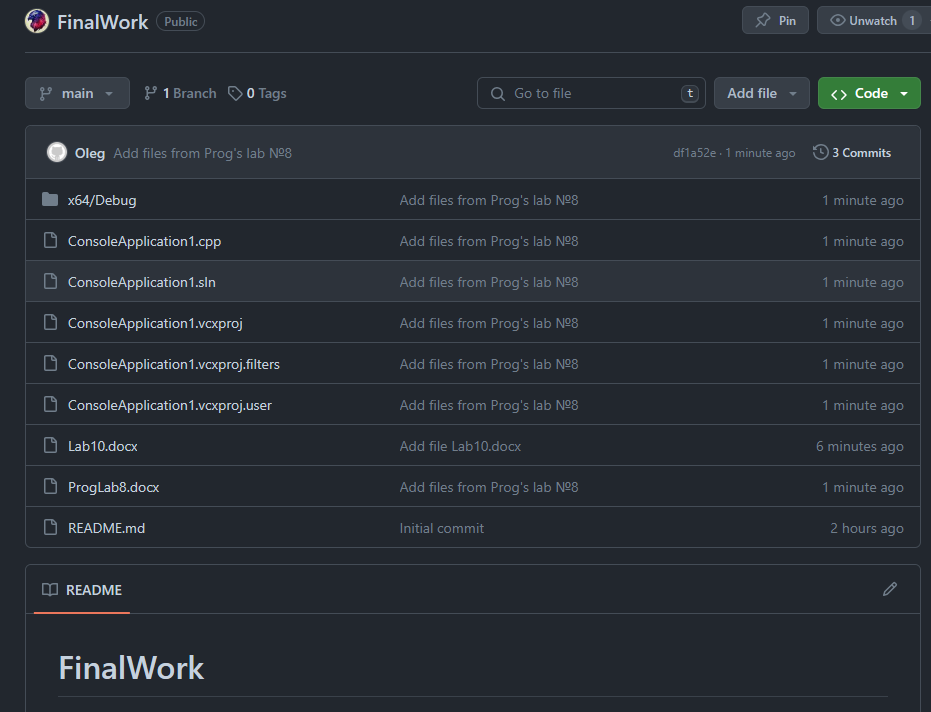 FinalWork Public Pin Unwatch 1
main 1 Branch 0 Tags Go to file t Add file Code
Oleg Add files from Prog's lab №8 df1a52e · 1 minute ago 3 Commits
x64/Debug Add files from Prog's lab №8 1 minute ago
ConsoleApplication1.cpp Add files from Prog's lab №8 1 minute ago
ConsoleApplication1.sln Add files from Prog's lab №8 1 minute ago
ConsoleApplication1.vcxproj Add files from Prog's lab №8 1 minute ago
ConsoleApplication1.vcxproj.filters Add files from Prog's lab №8 1 minute ago
ConsoleApplication1.vcxproj.user Add files from Prog's lab №8 1 minute ago
Lab10.docx Add file Lab10.docx 6 minutes ago
ProgLab8.docx Add files from Prog's lab №8 1 minute ago
README.md Initial commit 2 hours ago
README
FinalWork